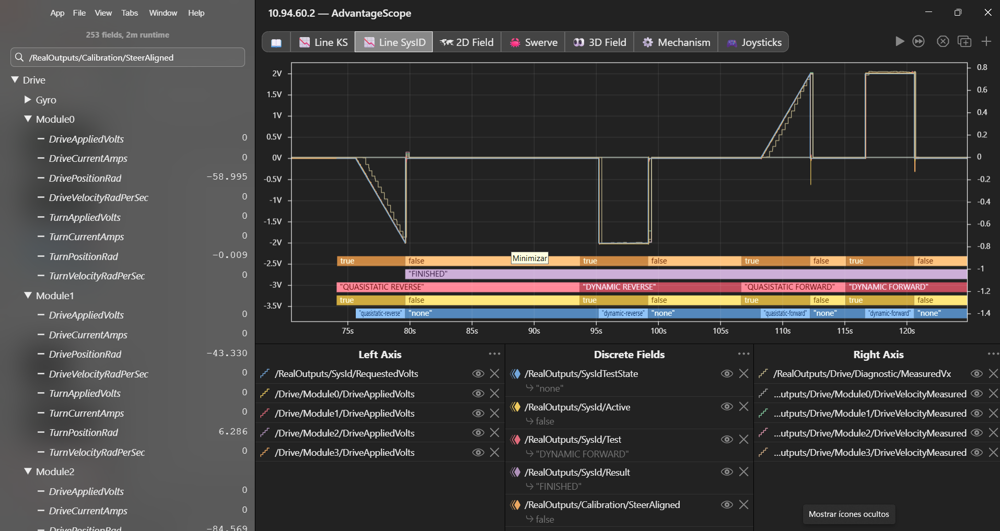 App File View Tabs Window Help
10.94.60.2 — AdvantageScope
253 fields, 2m runtime
/RealOutputs/Calibration/SteerAligned
Line KS
Line SysID
2D Field
Swerve
3D Field
Mechanism
Joysticks
Drive
Gyro
Module0
DriveAppliedVolts 0
DriveCurrentAmps 0
DrivePositionRad -58.995
DriveVelocityRadPerSec 0
TurnAppliedVolts 0
TurnCurrentAmps 0
TurnPositionRad -0.009
TurnVelocityRadPerSec 0
Module1
DriveAppliedVolts 0
DriveCurrentAmps 0
DrivePositionRad -43.330
DriveVelocityRadPerSec 0
TurnAppliedVolts 0
TurnCurrentAmps 0
TurnPositionRad 6.286
TurnVelocityRadPerSec 0
Module2
DriveAppliedVolts 0
DriveCurrentAmps 0
DrivePositionRad -84.569
2V
1.5V
1V
0.5V
0V
-0.5V
-1V
-1.5V
-2V
-2.5V
-3V
-3.5V
0.8
0.6
0.4
0.2
0
-0.2
-0.4
-0.6
-0.8
-1
-1.2
-1.4
Minimizar
true false true false true false true false
"FINISHED"
"QUASISTATIC REVERSE" "DYNAMIC REVERSE" "QUASISTATIC FORWARD" "DYNAMIC FORWARD"
true false true false true false true false
"quasistatic-reverse" "none" "dynamic-reverse" "none" "quasistatic-forward" "none" "dynamic-forward" "none"
75s 80s 85s 90s 95s 100s 105s 110s 115s 120s
Left Axis
/RealOutputs/SysId/RequestedVolts
/Drive/Module0/DriveAppliedVolts
/Drive/Module1/DriveAppliedVolts
/Drive/Module2/DriveAppliedVolts
/Drive/Module3/DriveAppliedVolts
Discrete Fields
/RealOutputs/SysIdTestState
"none"
/RealOutputs/SysId/Active
false
/RealOutputs/SysId/Test
"DYNAMIC FORWARD"
/RealOutputs/SysId/Result
"FINISHED"
/RealOutputs/Calibration/SteerAligned
false
Right Axis
/RealOutputs/Drive/Diagnostic/MeasuredVx
...utputs/Drive/Module0/DriveVelocityMeasured
...utputs/Drive/Module1/DriveVelocityMeasured
...utputs/Drive/Module2/DriveVelocityMeasured
...utputs/Drive/Module3/DriveVelocityMeasured
Mostrar íconos ocultos